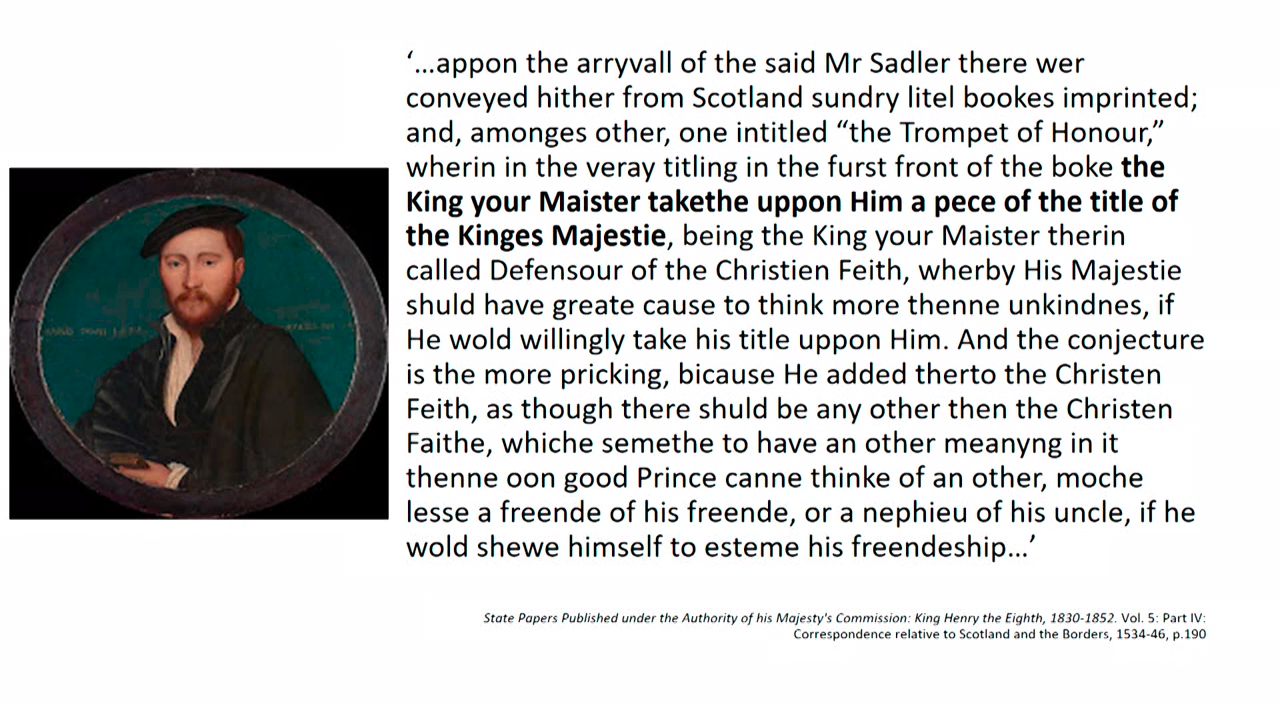 ‘...appon the arryvall of the said Mr Sadler there wer
conveyed hither from Scotland sundry litel bookes imprinted;
and, amonges other, one intitled “the Trompet of Honour,”
wherin in the veray titling in the furst front of the boke the
King your Maister takethe uppon Him a pece of the title of
the Kinges Majestie, being the King your Maister therin
called Defensour of the Christien Feith, wherby His Majestie
shuld have greate cause to think more thenne unkindnes, if
He wold willingly take his title uppon Him. And the conjecture
is the more pricking, bicause He added therto the Christen
Feith, as though there shuld be any other then the Christen
Faithe, whiche semethe to have an other meanyng in it
thenne oon good Prince canne thinke of an other, moche
lesse a freende of his freende, or a nephieu of his uncle, if he
wold shewe himself to esteme his freendeship...’
State Papers Published under the Authority of his Majesty's Commission: King Henry the Eighth, 1830-1852. Vol. 5: Part IV:
Correspondence relative to Scotland and the Borders, 1534-46, p.190